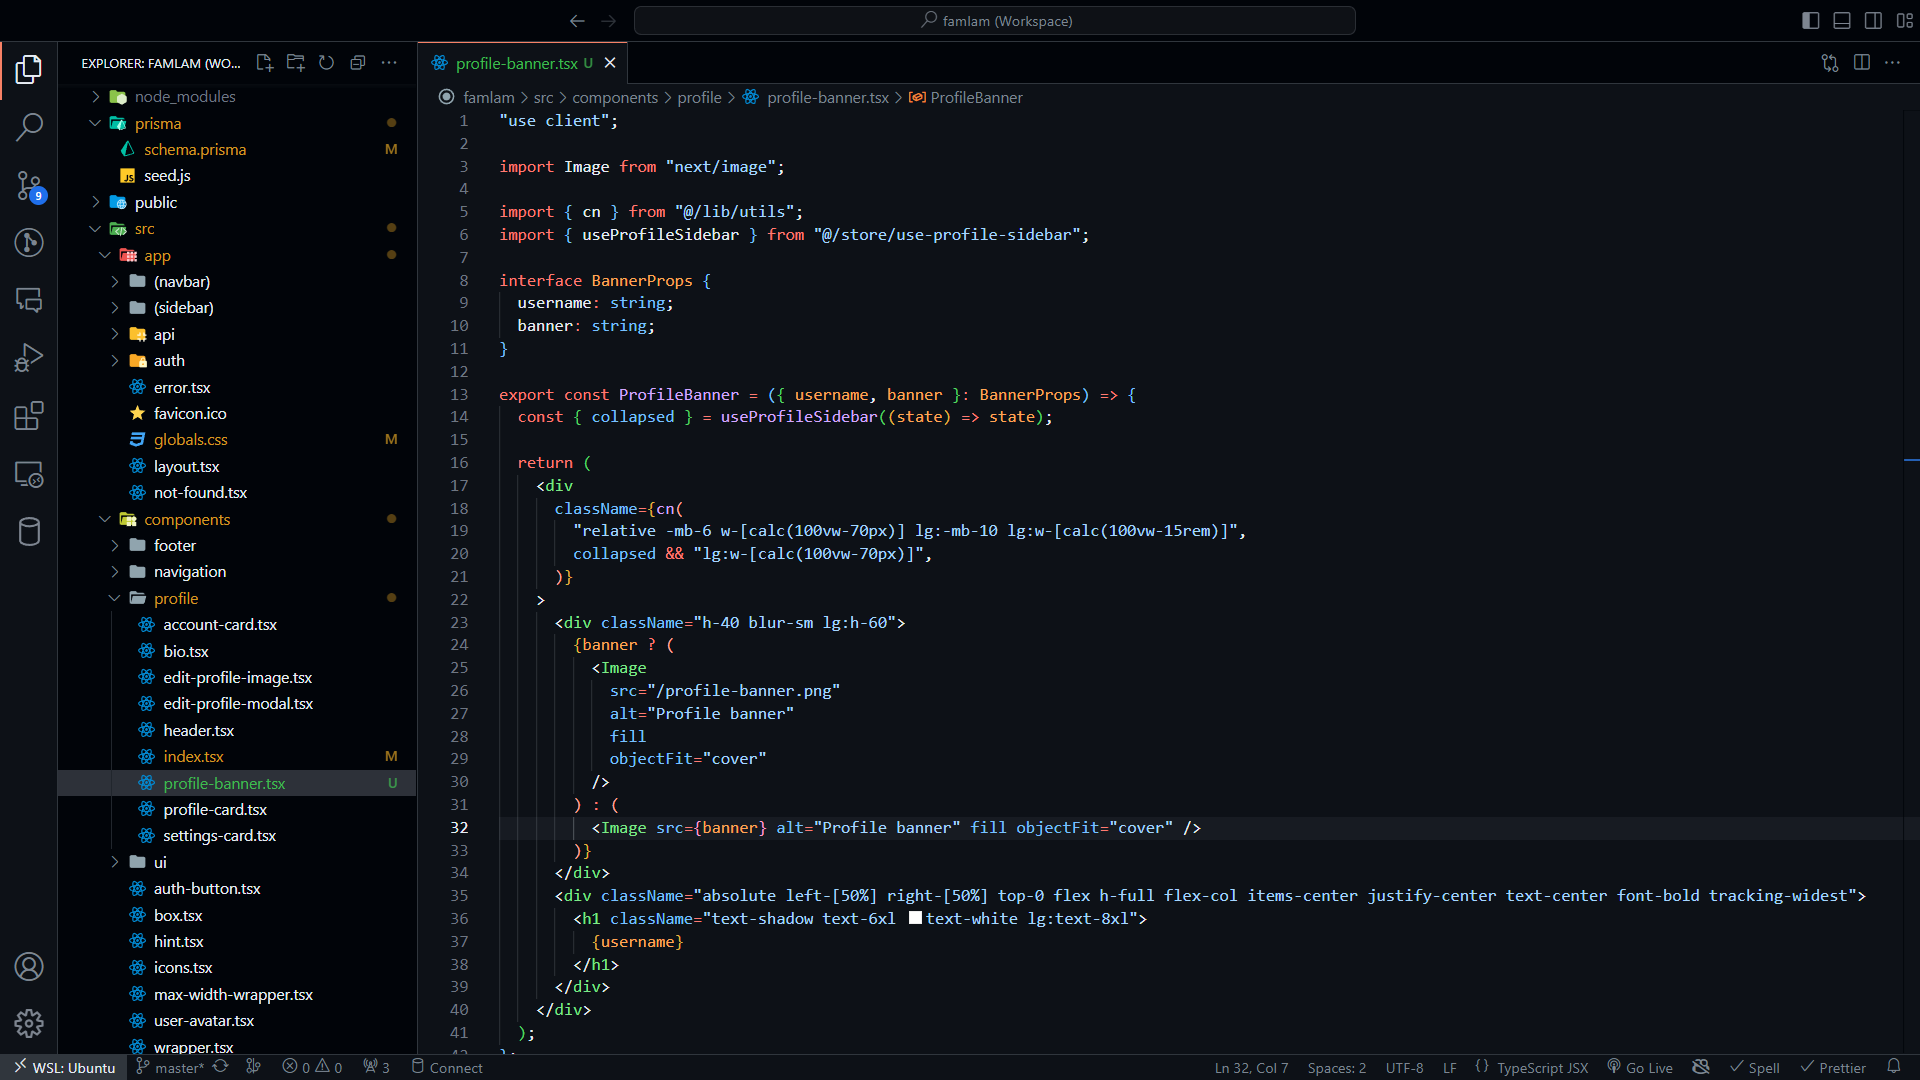 famlam (Workspace)
EXPLORER: FAMLAM (WO...
node_modules
prisma
schema.prisma M
seed.js
public
src
app
(navbar)
(sidebar)
api
auth
error.tsx
favicon.ico
globals.css M
layout.tsx
not-found.tsx
components
footer
navigation
profile
account-card.tsx
bio.tsx
edit-profile-image.tsx
edit-profile-modal.tsx
header.tsx
index.tsx M
profile-banner.tsx U
profile-card.tsx
settings-card.tsx
ui
auth-button.tsx
box.tsx
hint.tsx
icons.tsx
max-width-wrapper.tsx
user-avatar.tsx
wrapper.tsx
9
profile-banner.tsx U
famlam > src > components > profile > profile-banner.tsx > ProfileBanner
1 "use client";
2
3 import Image from "next/image";
4
5 import { cn } from "@/lib/utils";
6 import { useProfileSidebar } from "@/store/use-profile-sidebar";
7
8 interface BannerProps {
9 username: string;
10 banner: string;
11 }
12
13 export const ProfileBanner = ({ username, banner }: BannerProps) => {
14 const { collapsed } = useProfileSidebar((state) => state);
15
16 return (
17 <div
18 className={cn(
19 "relative -mb-6 w-[calc(100vw-70px)] lg:-mb-10 lg:w-[calc(100vw-15rem)]",
20 collapsed && "lg:w-[calc(100vw-70px)]",
21 )}
22 >
23 <div className="h-40 blur-sm lg:h-60">
24 {banner ? (
25 <Image
26 src="/profile-banner.png"
27 alt="Profile banner"
28 fill
29 objectFit="cover"
30 />
31 ) : (
32 <Image src={banner} alt="Profile banner" fill objectFit="cover" />
33 )}
34 </div>
35 <div className="absolute left-[50%] right-[50%] top-0 flex h-full flex-col items-center justify-center text-center font-bold tracking-widest">
36 <h1 className="text-shadow text-6xl text-white lg:text-8xl">
37 {username}
38 </h1>
39 </div>
40 </div>
41 );
WSL: Ubuntu master* 0 0 3 Connect Ln 32, Col 7 Spaces: 2 UTF-8 LF {} TypeScript JSX Go Live Spell Prettier